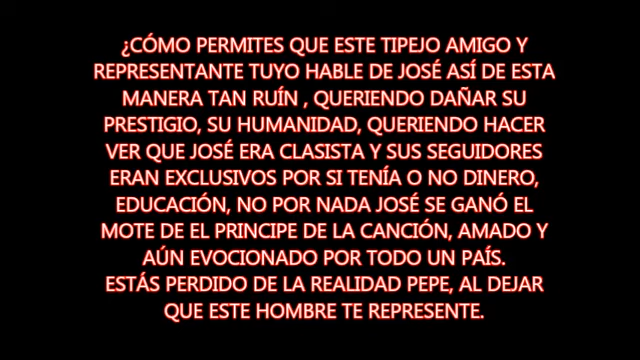 ¿CÓMO PERMITES QUE ESTE TIPEJO AMIGO Y
REPRESENTANTE TUYO HABLE DE JOSÉ ASÍ DE ESTA
MANERA TAN RUÍN , QUERIENDO DAÑAR SU
PRESTIGIO, SU HUMANIDAD, QUERIENDO HACER
VER QUE JOSÉ ERA CLASISTA Y SUS SEGUIDORES
ERAN EXCLUSIVOS POR SI TENÍA O NO DINERO,
EDUCACIÓN, NO POR NADA JOSÉ SE GANÓ EL
MOTE DE EL PRINCIPE DE LA CANCIÓN, AMADO Y
AÚN EVOCIONADO POR TODO UN PAÍS.
ESTÁS PERDIDO DE LA REALIDAD PEPE, AL DEJAR
QUE ESTE HOMBRE TE REPRESENTE.